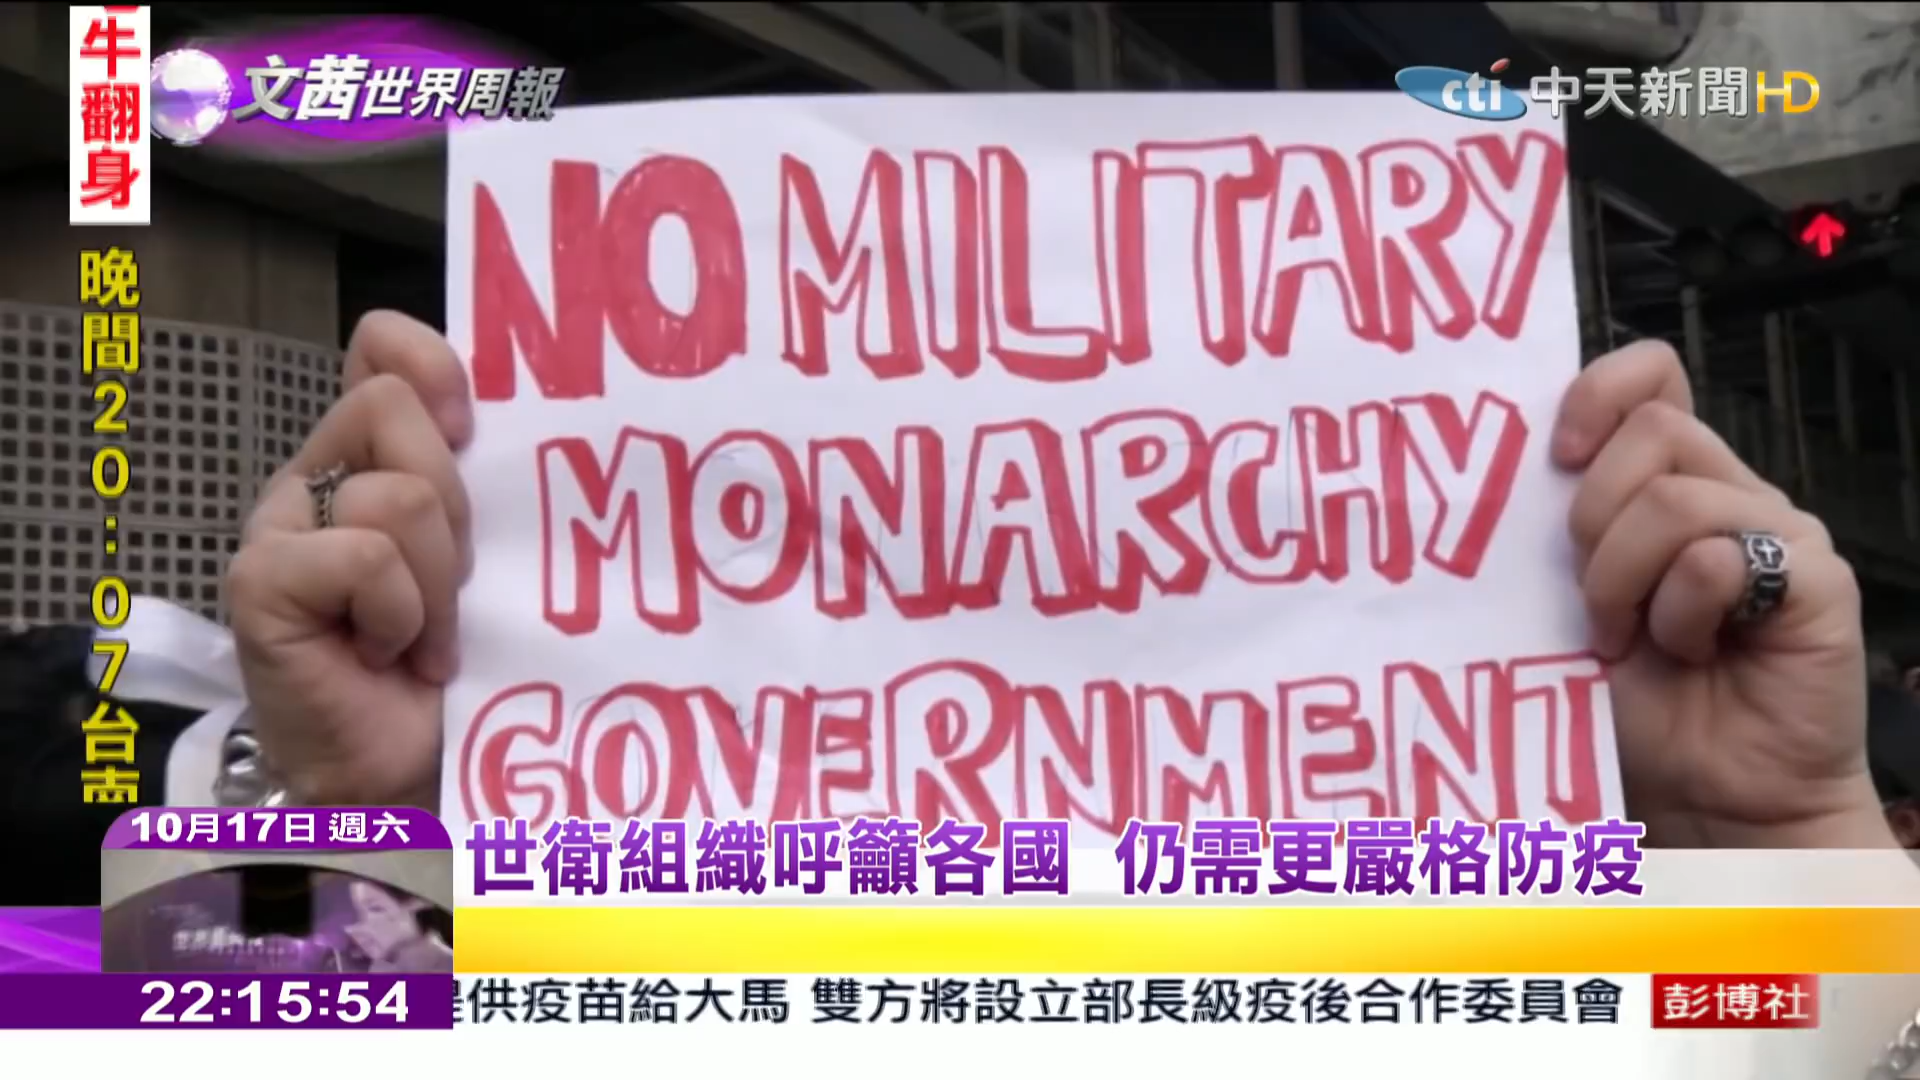 牛翻身
晚間20:07台南
文茜世界周報
cti 中天新聞HD
NO MILITARY
MONARCHY
GOVERNMENT
10月17日 週六
世衛組織呼籲各國 仍需更嚴格防疫
22:15:54
提供疫苗給大馬 雙方將設立部長級疫後合作委員會
彭博社